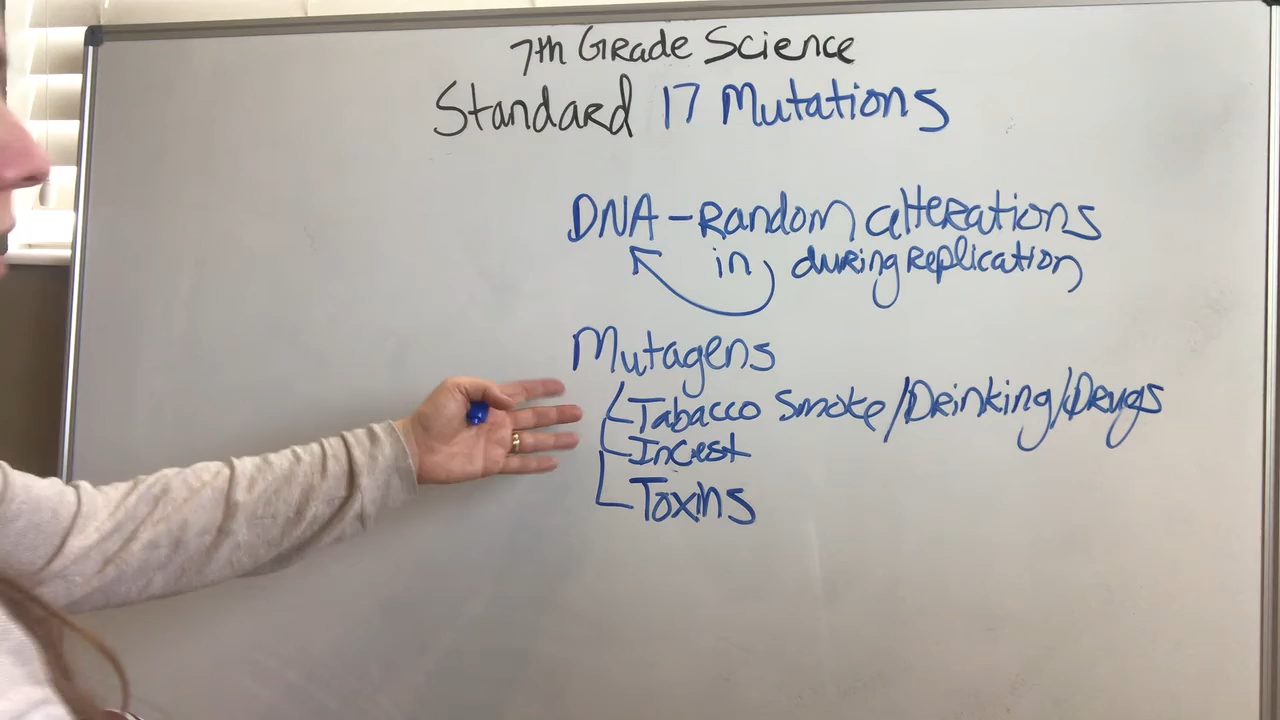 7th Grade Science
Standard 17 Mutations
DNA - Random alterations
in during replication
Mutagens
Tabacco Smoke/Drinking/Drugs
Incest
Toxins